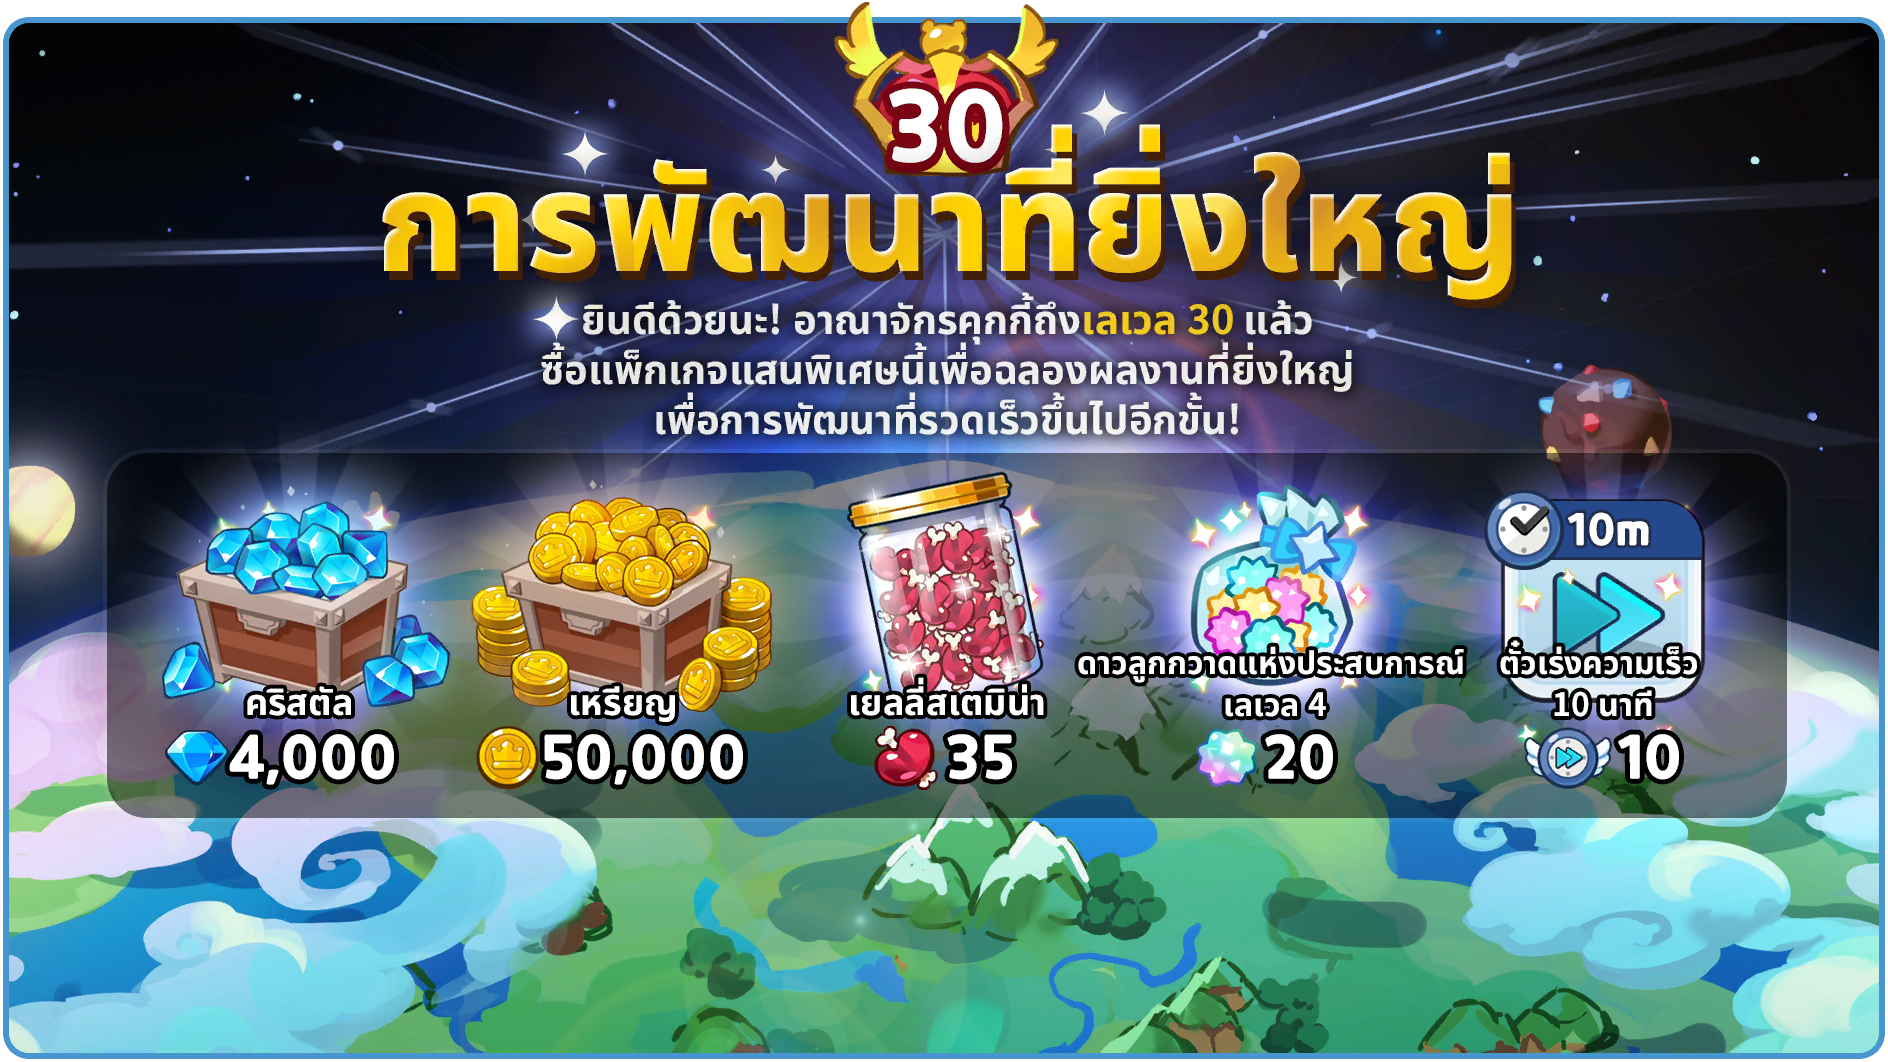 30
การพัฒนาที่ยิ่งใหญ่
ยินดีด้วยนะ! อาณาจักรคุกกี้ถึงเลเวล 30 แล้ว
ซื้อแพ็กเกจแสนพิเศษนี้เพื่อฉลองผลงานที่ยิ่งใหญ่
เพื่อการพัฒนาที่รวดเร็วขึ้นไปอีกขั้น!
คริสตัล
4,000
เหรียญ
50,000
เยลลี่สเตมิน่า
35
ดาวลูกกวาดแห่งประสบการณ์
เลเวล 4
20
10m
ตั๋วเร่งความเร็ว
10 นาที
10